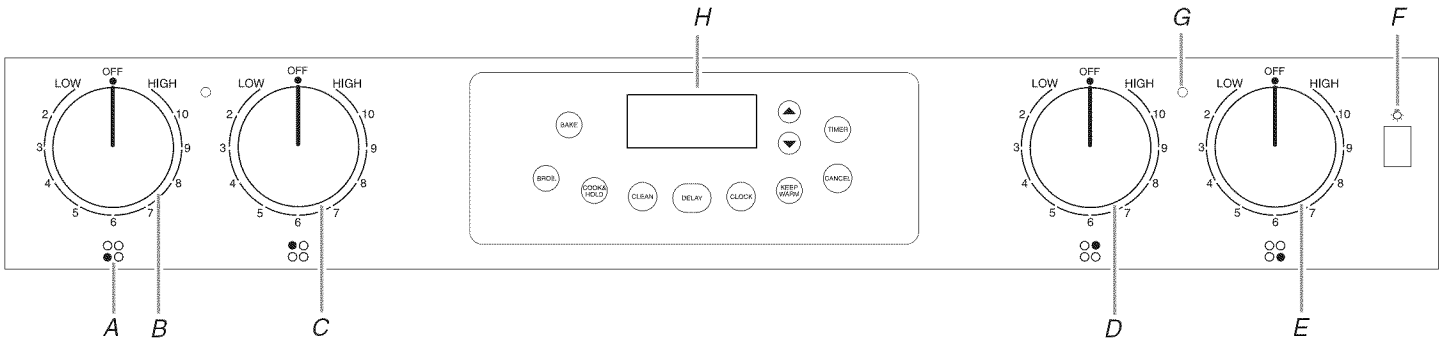 H
G
F
OFF
LOW
HIGH
2
3
4
5
6
7
8
9
10
OFF
LOW
HIGH
2
3
4
5
6
7
8
9
10
BAKE
TIMER
BROIL
COOK&
HOLD
CLEAN
DELAY
CLOCK
KEEP
WARM
CANCEL
OFF
LOW
HIGH
2
3
4
5
6
7
8
9
10
OFF
LOW
HIGH
2
3
4
5
6
7
8
9
10
A
B
C
D
E